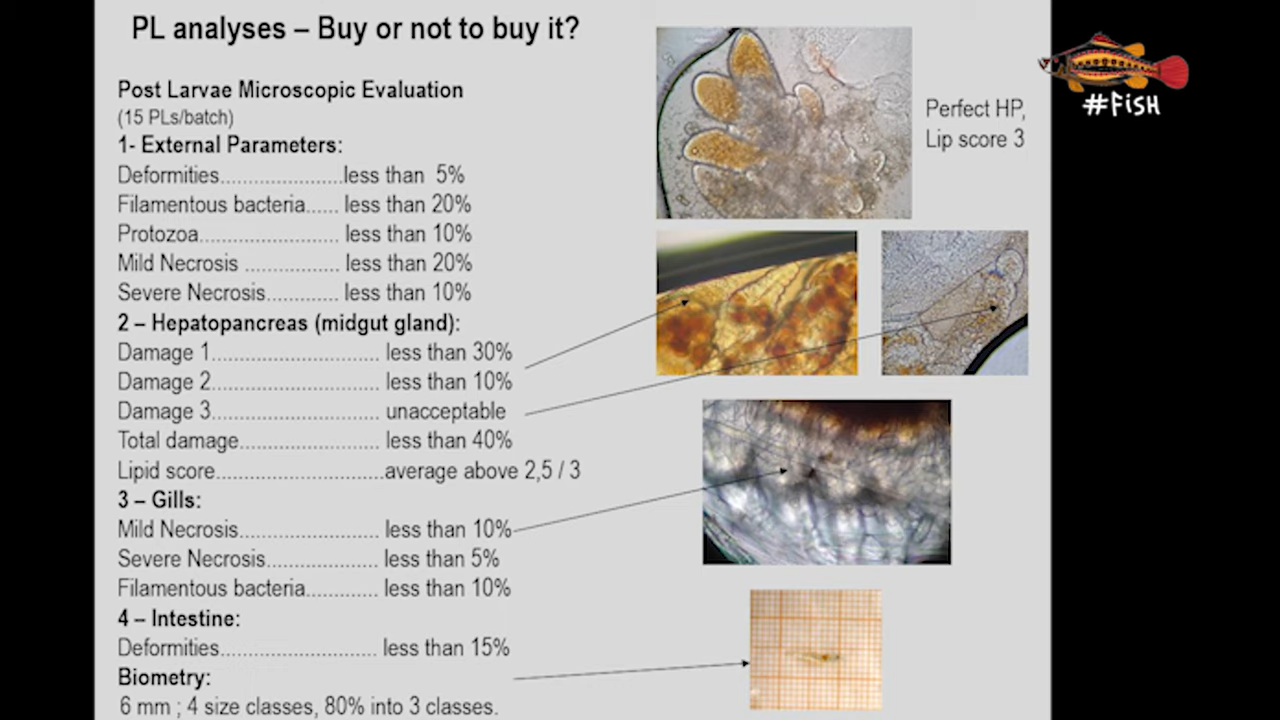 PL analyses – Buy or not to buy it?
Post Larvae Microscopic Evaluation
(15 PLs/batch)
1- External Parameters:
Deformities......................less than 5%
Filamentous bacteria...... less than 20%
Protozoa......................... less than 10%
Mild Necrosis ................. less than 20%
Severe Necrosis............. less than 10%
2 – Hepatopancreas (midgut gland):
Damage 1.............................. less than 30%
Damage 2.............................. less than 10%
Damage 3.............................. unacceptable
Total damage......................... less than 40%
Lipid score..............................average above 2,5 / 3
3 – Gills:
Mild Necrosis......................... less than 10%
Severe Necrosis.................... less than 5%
Filamentous bacteria............. less than 10%
4 – Intestine:
Deformities............................ less than 15%
Biometry:
6 mm ; 4 size classes, 80% into 3 classes.
Perfect HP,
Lip score 3
#FiSH